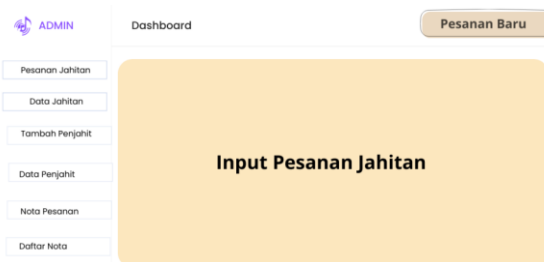 ADMIN
Dashboard
Pesanan Baru
Pesanan Jahitan
Data Jahitan
Tambah Penjahit
Data Penjahit
Nota Pesanan
Daftar Nota
Input Pesanan Jahitan